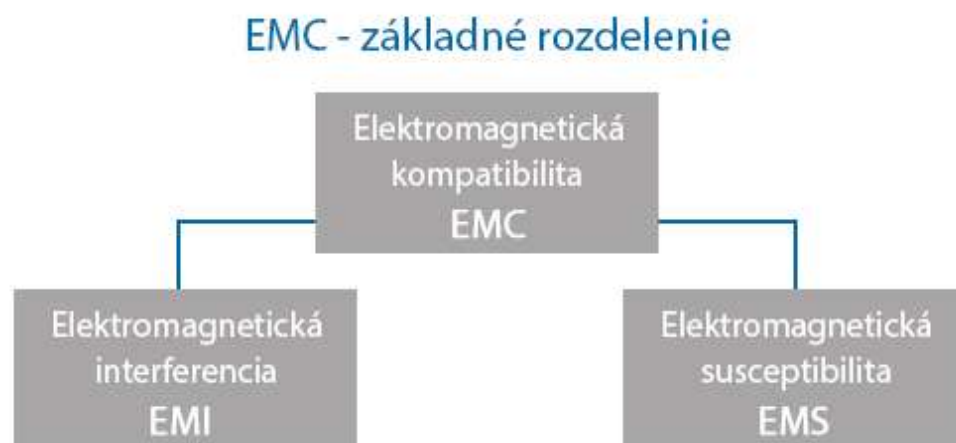 EMC - základné rozdelenie
Elektromagnetická
kompatibilita
EMC
Elektromagnetická
interferencia
EMI
Elektromagnetická
susceptibilita
EMS